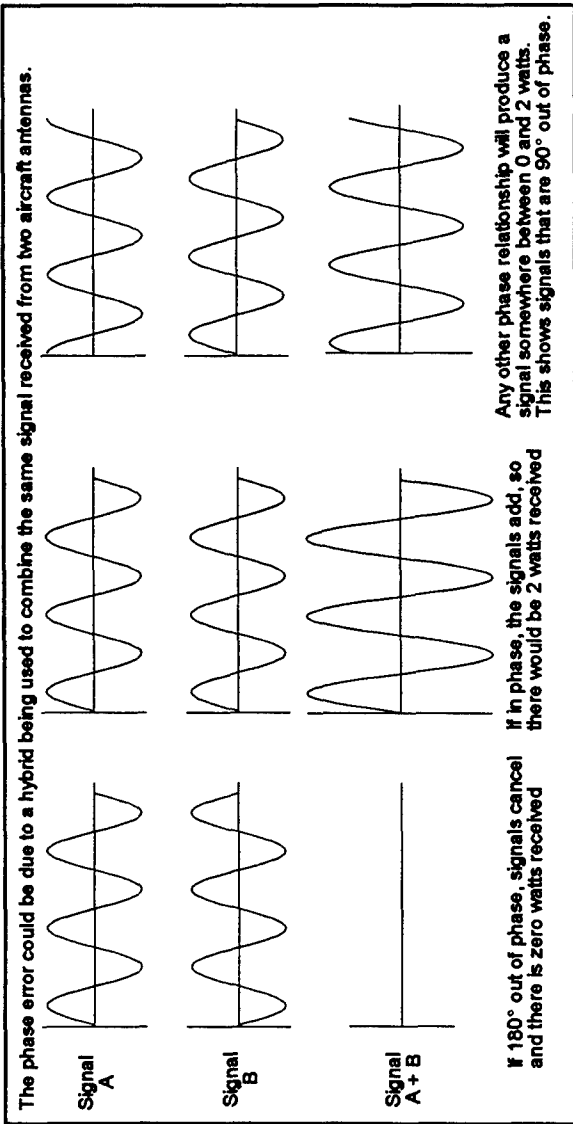 The phase error could be due to a hybrid being used to combine the same signal received from two aircraft antennas.
Signal
A
Signal
B
Signal
A + B
If 180° out of phase, signals cancel
and there is zero watts received
If in phase, the signals add, so
there would be 2 watts received
Any other phase relationship will produce a
signal somewhere between 0 and 2 watts.
This shows signals that are 90° out of phase.